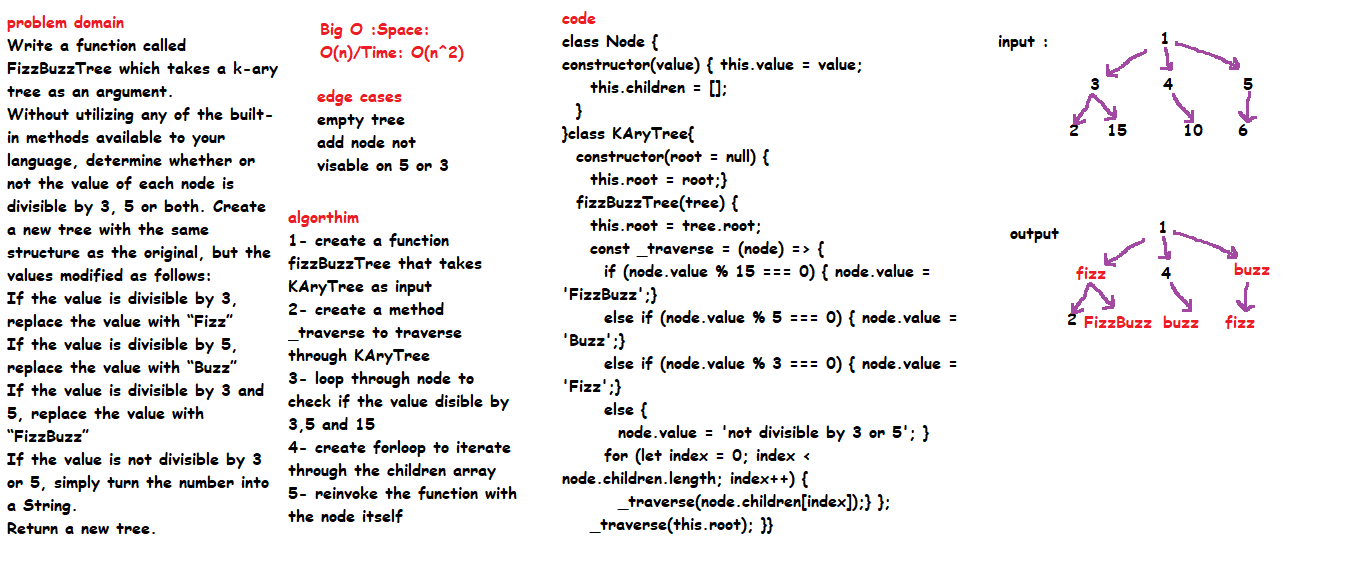 problem domain
Write a function called
FizzBuzzTree which takes a k-ary
tree as an argument.
Without utilizing any of the built-
in methods available to your
language, determine whether or
not the value of each node is
divisible by 3, 5 or both. Create
a new tree with the same
structure as the original, but the
values modified as follows:
If the value is divisible by 3,
replace the value with “Fizz”
If the value is divisible by 5,
replace the value with “Buzz”
If the value is divisible by 3 and
5, replace the value with
“FizzBuzz”
If the value is not divisible by 3
or 5, simply turn the number into
a String.
Return a new tree.
Big O :Space:
O(n)/Time: O(n^2)
edge cases
empty tree
add node not
visable on 5 or 3
algorthim
1- create a function
fizzBuzzTree that takes
KAryTree as input
2- create a method
_traverse to traverse
through KAryTree
3- loop through node to
check if the value disible by
3,5 and 15
4- create forloop to iterate
through the children array
5- reinvoke the function with
the node itself
code
class Node {
constructor(value) { this.value = value;
this.children = [];
}
}class KAryTree{
constructor(root = null) {
this.root = root;}
fizzBuzzTree(tree) {
this.root = tree.root;
const _traverse = (node) => {
if (node.value % 15 === 0) { node.value =
'FizzBuzz';}
else if (node.value % 5 === 0) { node.value =
'Buzz';}
else if (node.value % 3 === 0) { node.value =
'Fizz';}
else {
node.value = 'not divisible by 3 or 5'; }
for (let index = 0; index <
node.children.length; index++) {
_traverse(node.children[index]);} };
_traverse(this.root); }}
input :
1
3 4 5
2 15 10 6
output
1
fizz 4 buzz
2 FizzBuzz buzz fizz